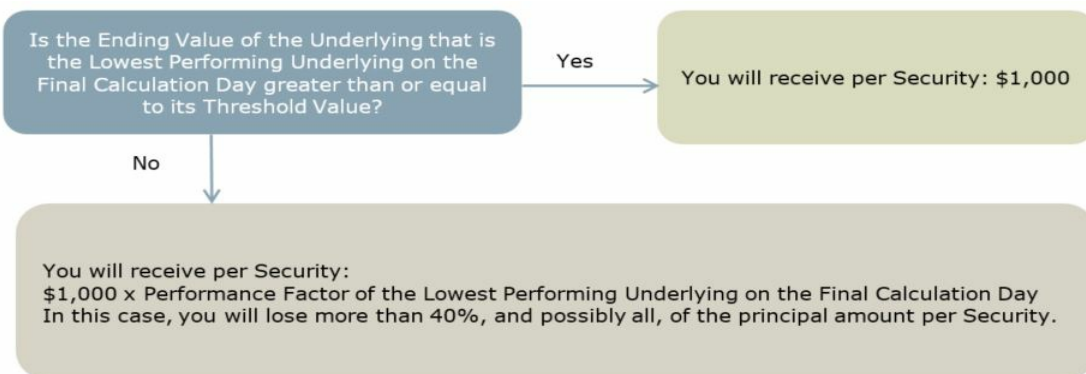 Is the Ending Value of the Underlying that is
the Lowest Performing Underlying on the
Final Calculation Day greater than or equal
to its Threshold Value?
Yes
You will receive per Security: $1,000
No
You will receive per Security:
$1,000 x Performance Factor of the Lowest Performing Underlying on the Final Calculation Day
In this case, you will lose more than 40%, and possibly all, of the principal amount per Security.